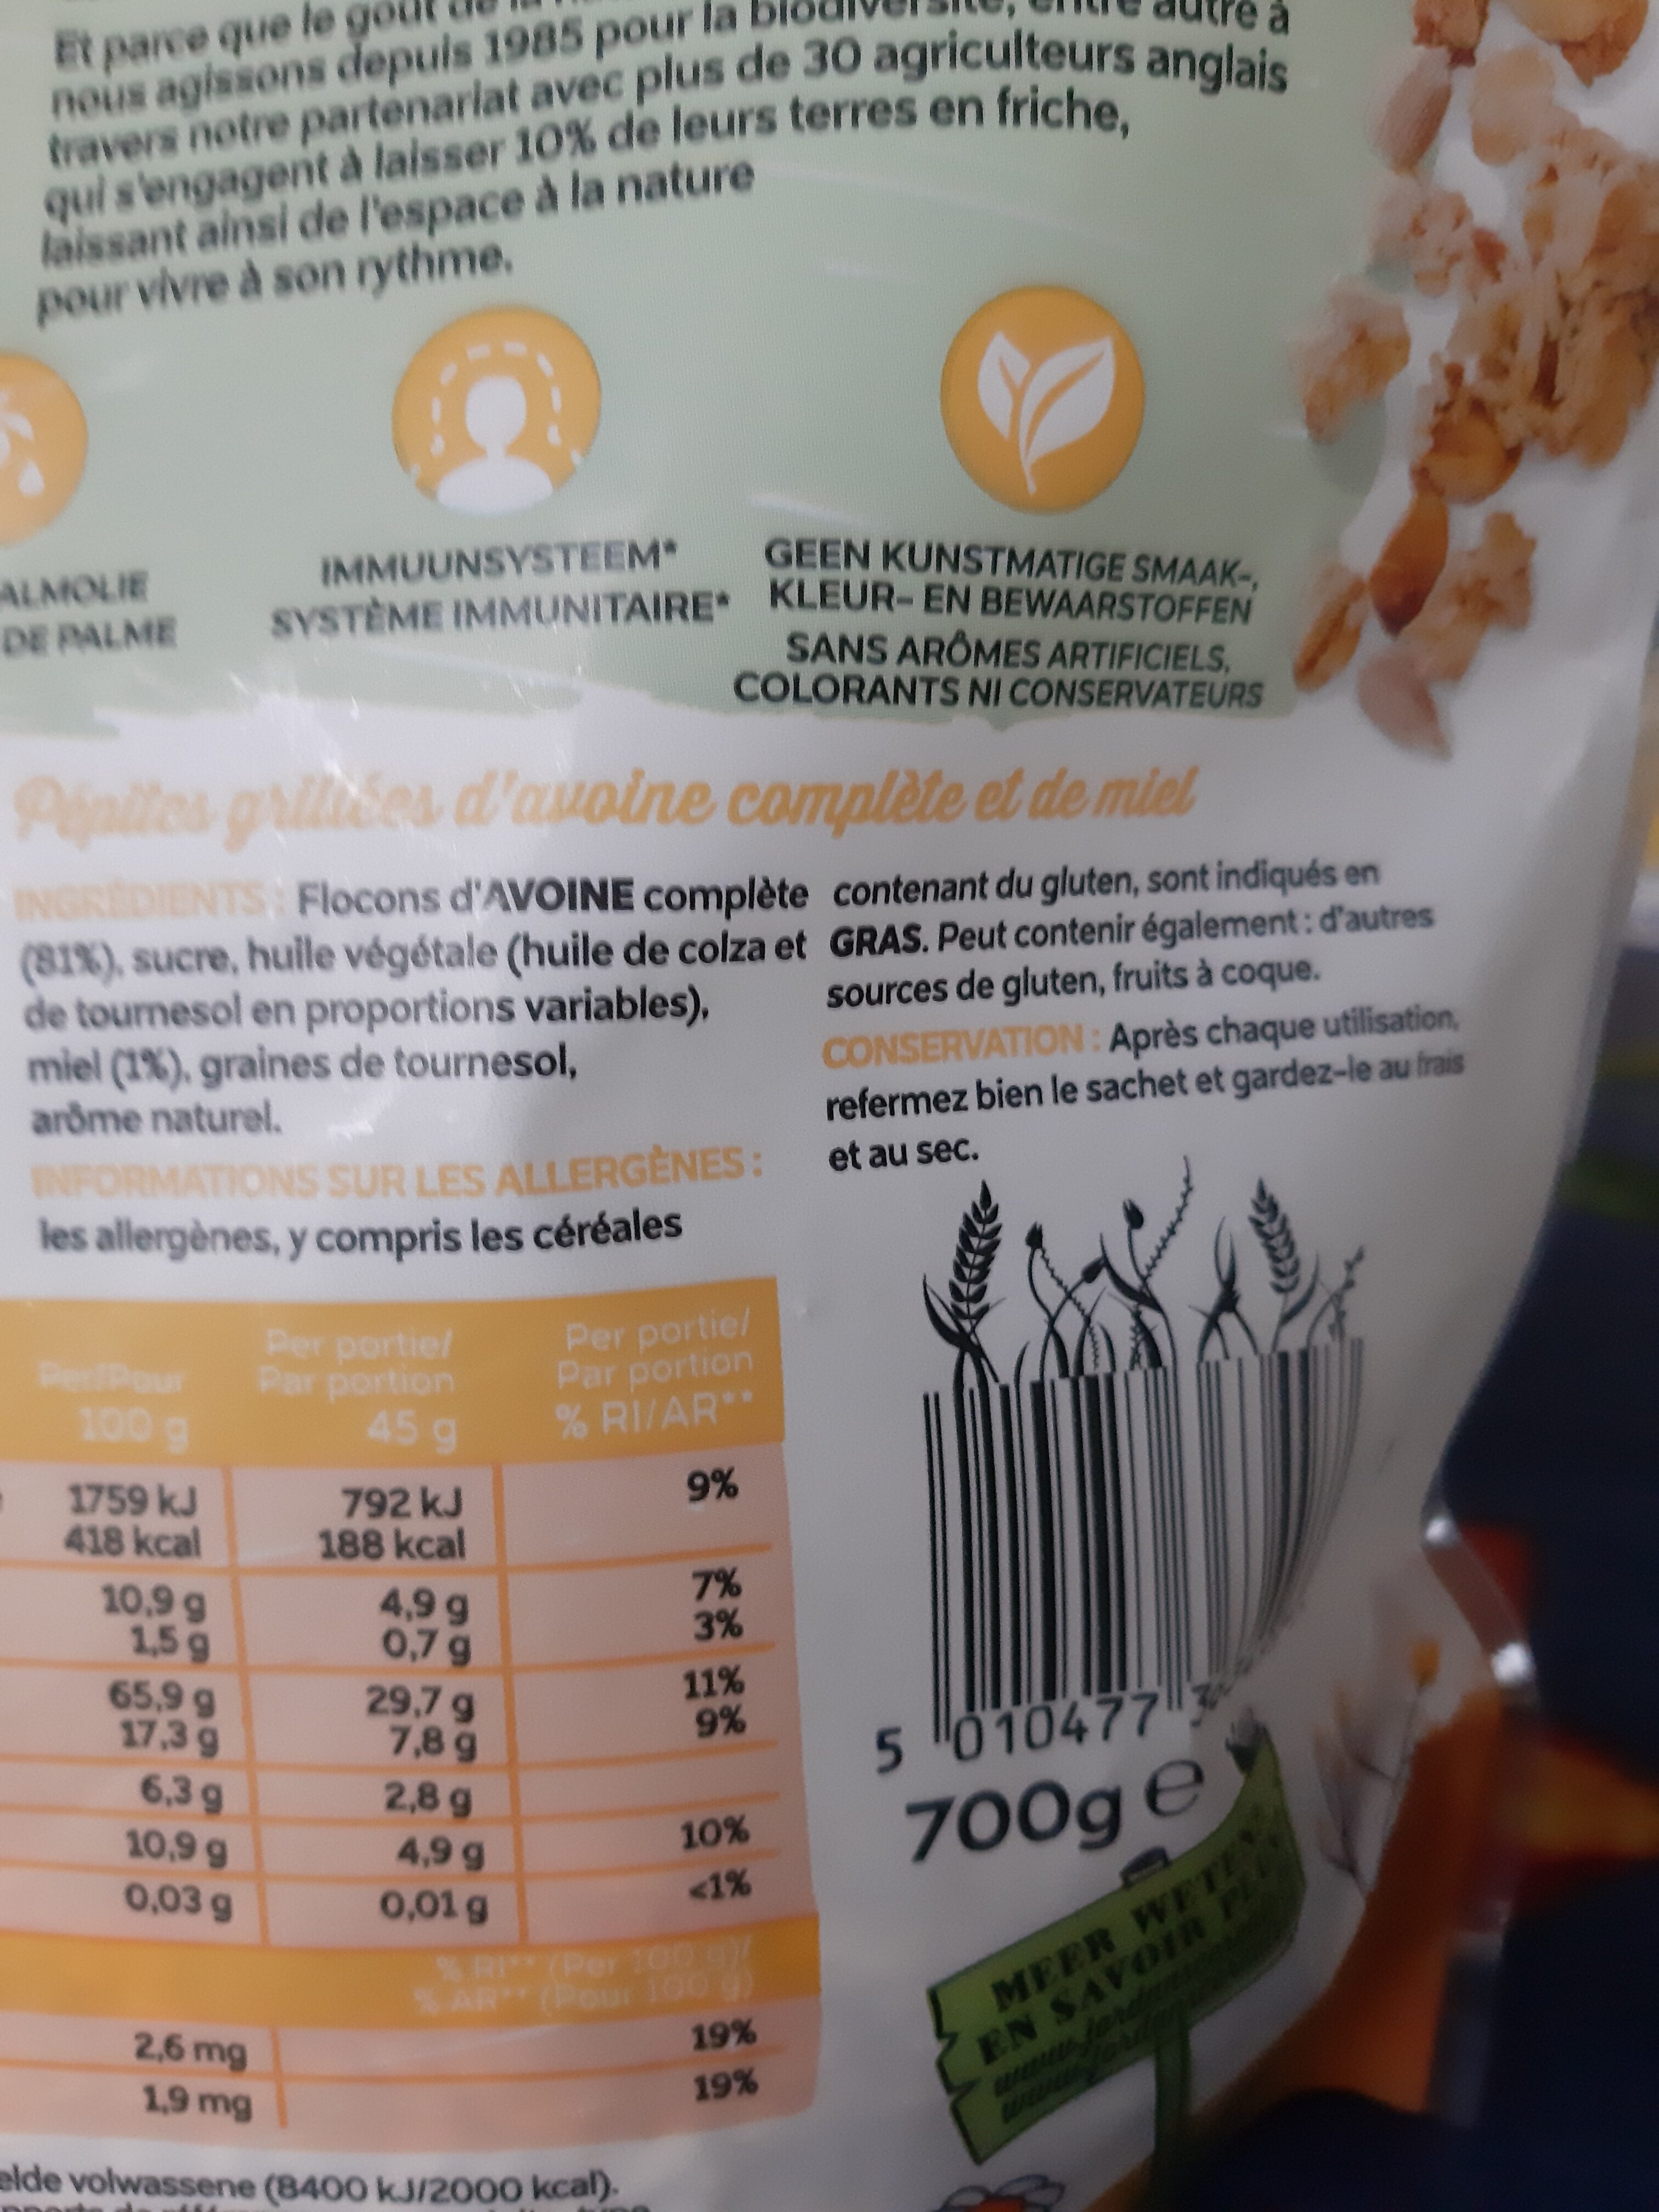 Et parce que le goût de la
nous agissons depuis 1985 pour la biodiversité, entre autre à
travers notre partenariat avec plus de 30 agriculteurs anglais
qui s'engagent à laisser 10% de leurs terres en friche,
laissant ainsi de l'espace à la nature
pour vivre à son rythme.
ALMOLIE
DE PALME
IMMUUNSYSTEEM*
SYSTÈME IMMUNITAIRE*
GEEN KUNSTMATIGE SMAAK-,
KLEUR- EN BEWAARSTOFFEN
SANS ARÔMES ARTIFICIELS,
COLORANTS NI CONSERVATEURS
Pépites grillées d'avoine complète et de miel
INGRÉDIENTS : Flocons d'AVOINE complète
(81%), sucre, huile végétale (huile de colza et
de tournesol en proportions variables),
miel (1%), graines de tournesol,
arôme naturel.
INFORMATIONS SUR LES ALLERGÈNES :
les allergènes, y compris les céréales
contenant du gluten, sont indiqués en
GRAS. Peut contenir également : d'autres
sources de gluten, fruits à coque.
CONSERVATION : Après chaque utilisation,
refermez bien le sachet et gardez-le au frais
et au sec.
Per/Pour
100 g
Per portie/
Par portion
45 g
Per portie/
Par portion
% RI/AR**
1759 kJ 792 kJ 9%
418 kcal 188 kcal
10,9 g 4,9 g 7%
1,5 g 0,7 g 3%
65,9 g 29,7 g 11%
17,3 g 7,8 g 9%
6,3 g 2,8 g
10,9 g 4,9 g 10%
0,03 g 0,01 g <1%
% RI** (Per 100 g)/
% AR** (Pour 100 g)
2,6 mg 19%
1,9 mg 19%
elde volwassene (8400 kJ/2000 kcal).
5 010477 3
700g e
MEER WETEN
EN SAVOIR PLUS